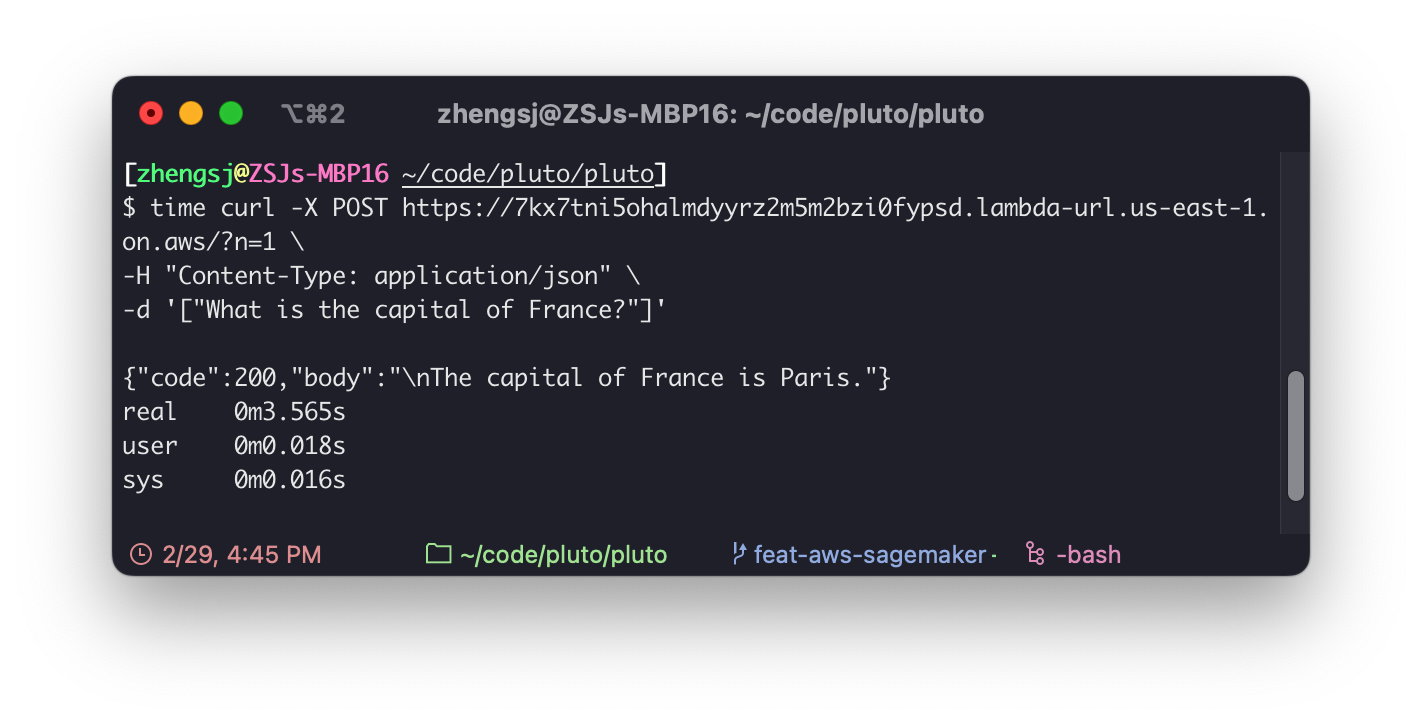 ⌥⌘2 zhengsj@ZSJs-MBP16: ~/code/pluto/pluto
[zhengsj@ZSJs-MBP16 ~/code/pluto/pluto]
$ time curl -X POST https://7kx7tni5ohalmdyyrz2m5m2bzi0fypsd.lambda-url.us-east-1.
on.aws/?n=1 \
-H "Content-Type: application/json" \
-d '["What is the capital of France?"]'
{"code":200,"body":"\nThe capital of France is Paris."}
real 0m3.565s
user 0m0.018s
sys 0m0.016s
2/29, 4:45 PM ~/code/pluto/pluto feat-aws-sagemaker - -bash